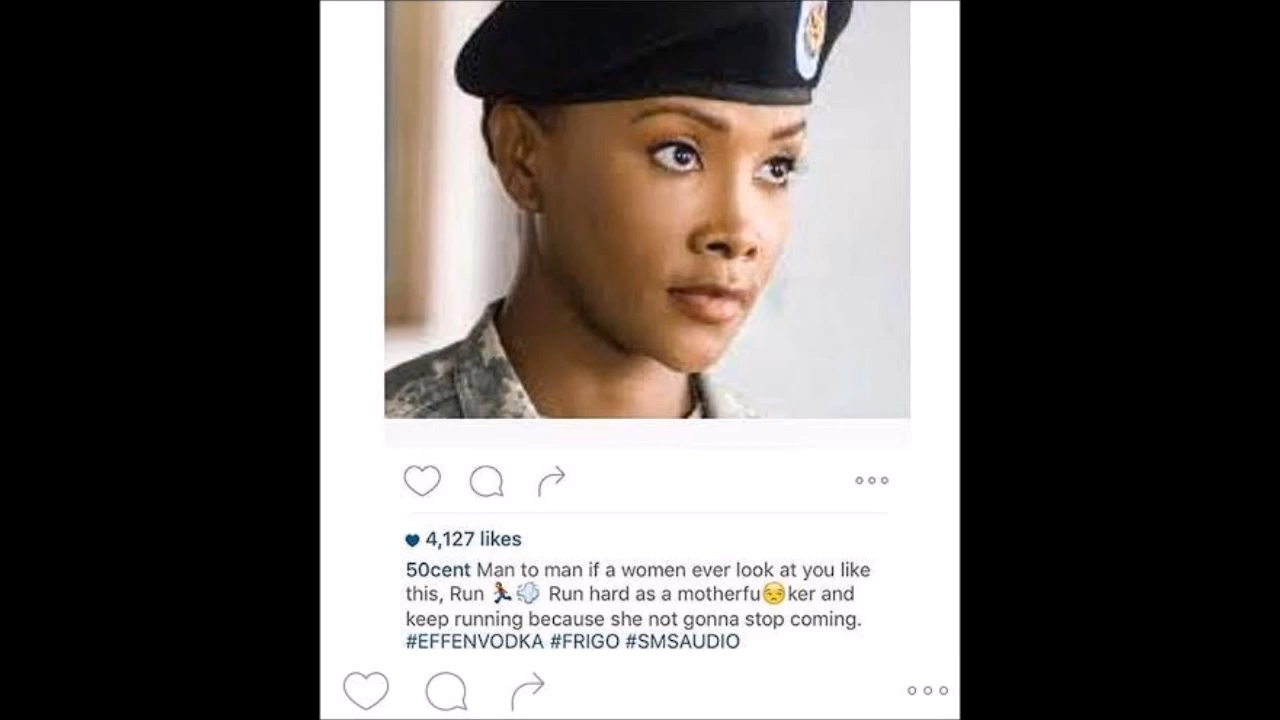 4,127 likes
50cent Man to man if a women ever look at you like
this, Run 🏃💨 Run hard as a motherfu😒ker and
keep running because she not gonna stop coming.
#EFFENVODKA #FRIGO #SMSAUDIO